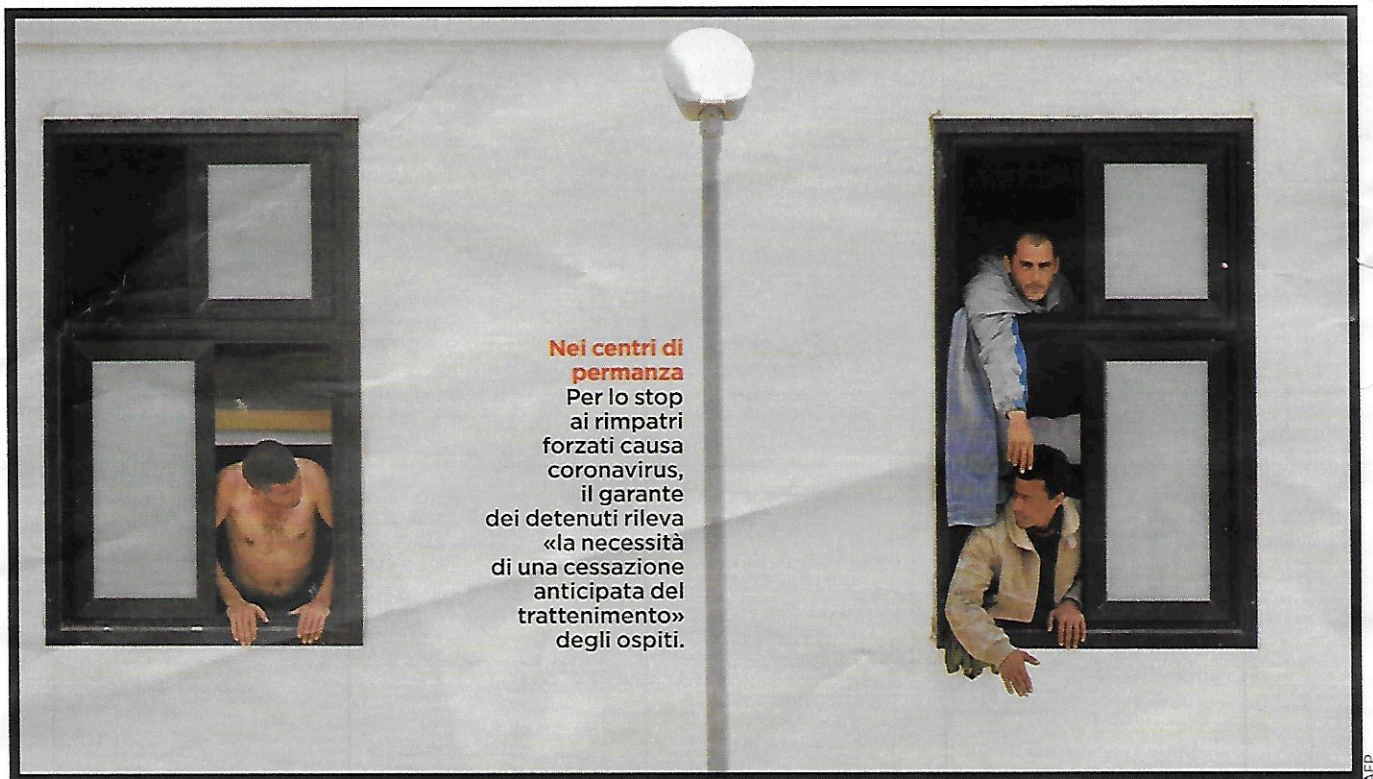 Nei centri di
permanza
Per lo stop
ai rimpatri
forzati causa
coronavirus,
il garante
dei detenuti rileva
«la necessità
di una cessazione
anticipata del
trattenimento»
degli ospiti.
AFP